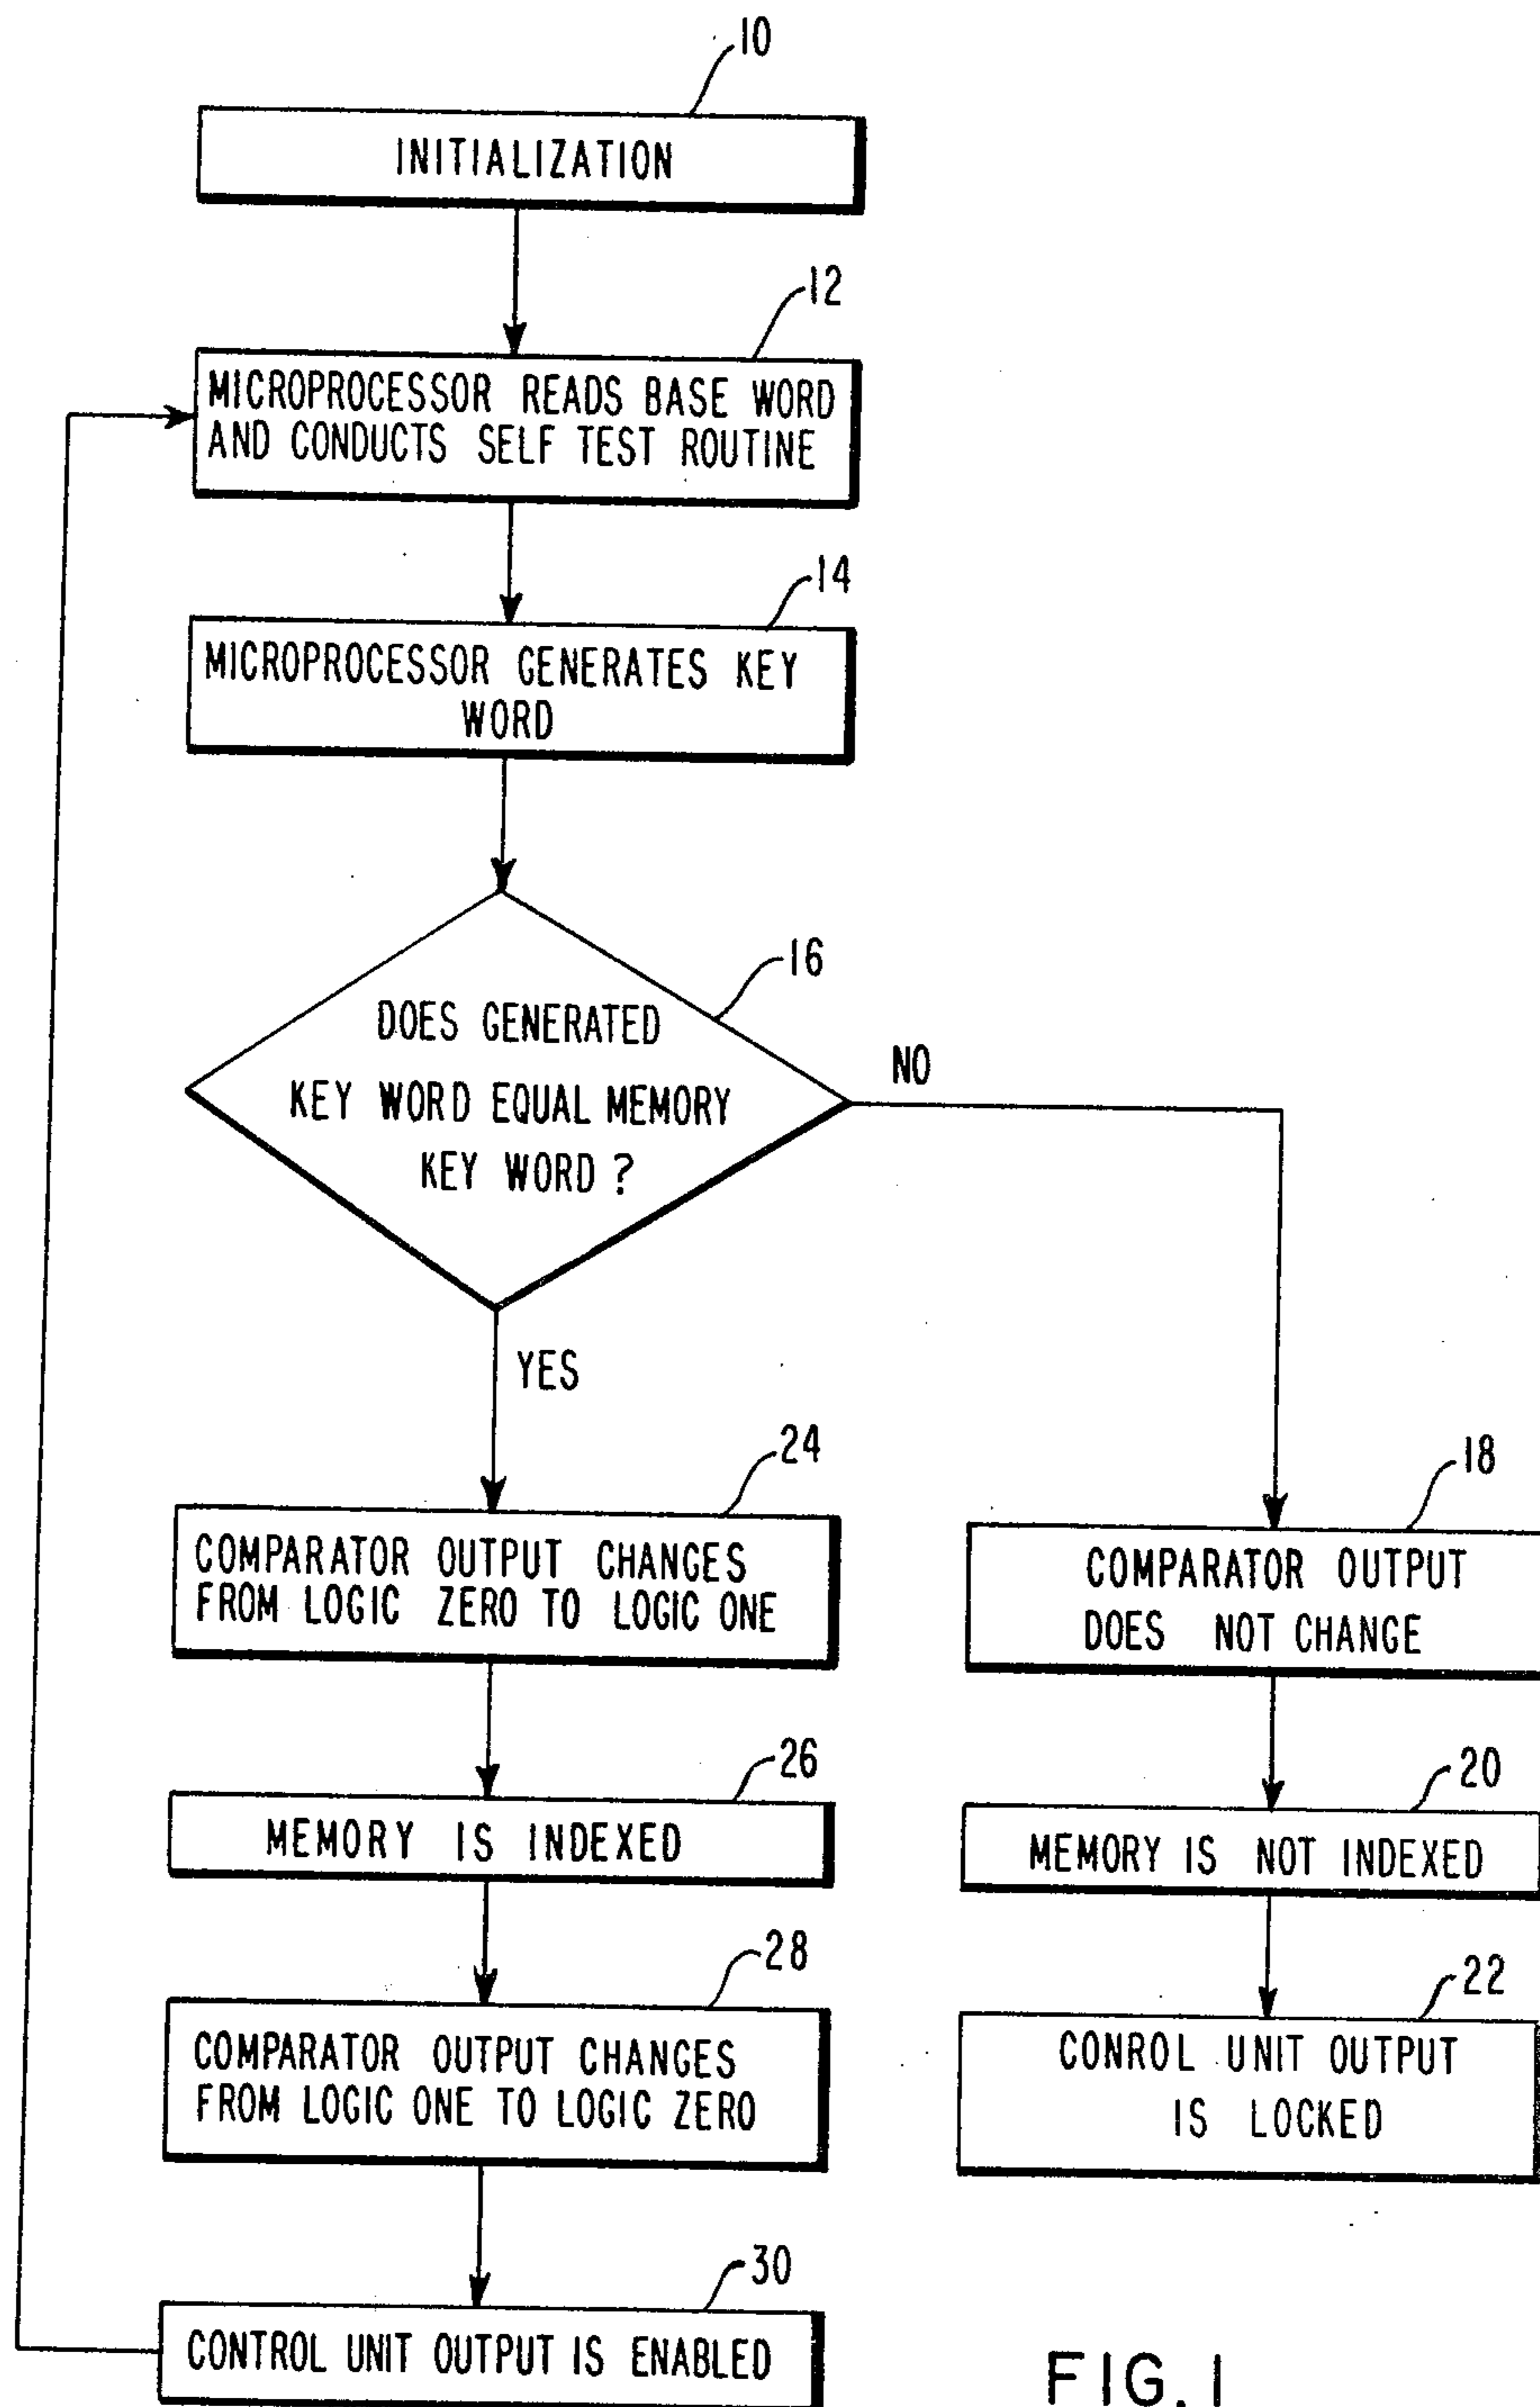 10
INITIALIZATION
12
MICROPROCESSOR READS BASE WORD
AND CONDUCTS SELF TEST ROUTINE
14
MICROPROCESSOR GENERATES KEY
WORD
16
DOES GENERATED
KEY WORD EQUAL MEMORY
KEY WORD ?
NO
YES
24
COMPARATOR OUTPUT CHANGES
FROM LOGIC ZERO TO LOGIC ONE
18
COMPARATOR OUTPUT
DOES NOT CHANGE
26
MEMORY IS INDEXED
20
MEMORY IS NOT INDEXED
28
COMPARATOR OUTPUT CHANGES
FROM LOGIC ONE TO LOGIC ZERO
22
CONROL UNIT OUTPUT
IS LOCKED
30
CONTROL UNIT OUTPUT IS ENABLED
FIG. 1